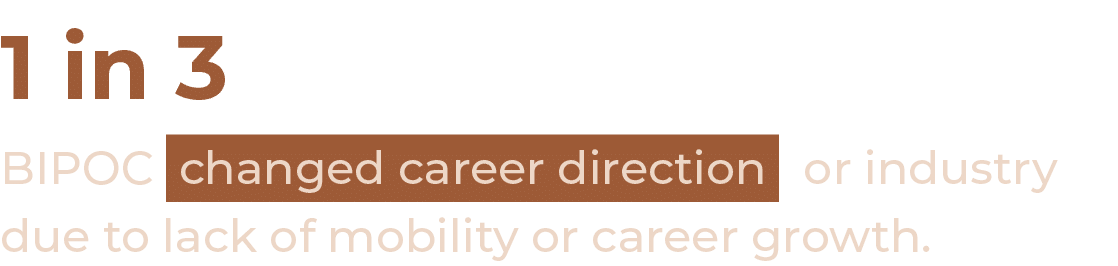 1 in 3
BIPOC changed career direction or industry
due to lack of mobility or career growth.